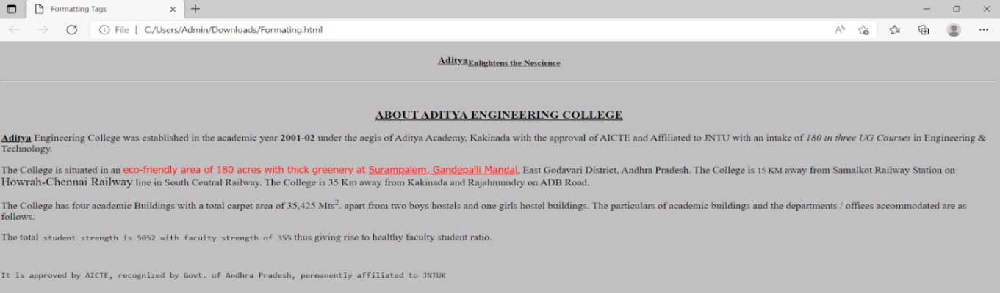 Formatting Tags
File | C:/Users/Admin/Downloads/Formating.html
AdityaEnlightens the Nescience
ABOUT ADITYA ENGINEERING COLLEGE
Aditya Engineering College was established in the academic year 2001-02 under the aegis of Aditya Academy, Kakinada with the approval of AICTE and Affiliated to JNTU with an intake of 180 in three UG Courses in Engineering &
Technology.
The College is situated in an eco-friendly area of 180 acres with thick greenery at Surampalem, Gandepalli Mandal, East Godavari District, Andhra Pradesh. The College is 15 KM away from Samalkot Railway Station on
Howrah-Chennai Railway line in South Central Railway. The College is 35 Km away from Kakinada and Rajahmundry on ADB Road.
The College has four academic Buildings with a total carpet area of 35,425 Mts². apart from two boys hostels and one girls hostel buildings. The particulars of academic buildings and the departments / offices accommodated are as
follows.
The total student strength is 5052 with faculty strength of 355 thus giving rise to healthy faculty student ratio.
It is approved by AICTE, recognized by Govt. of Andhra Pradesh, permanently affiliated to JNTUK